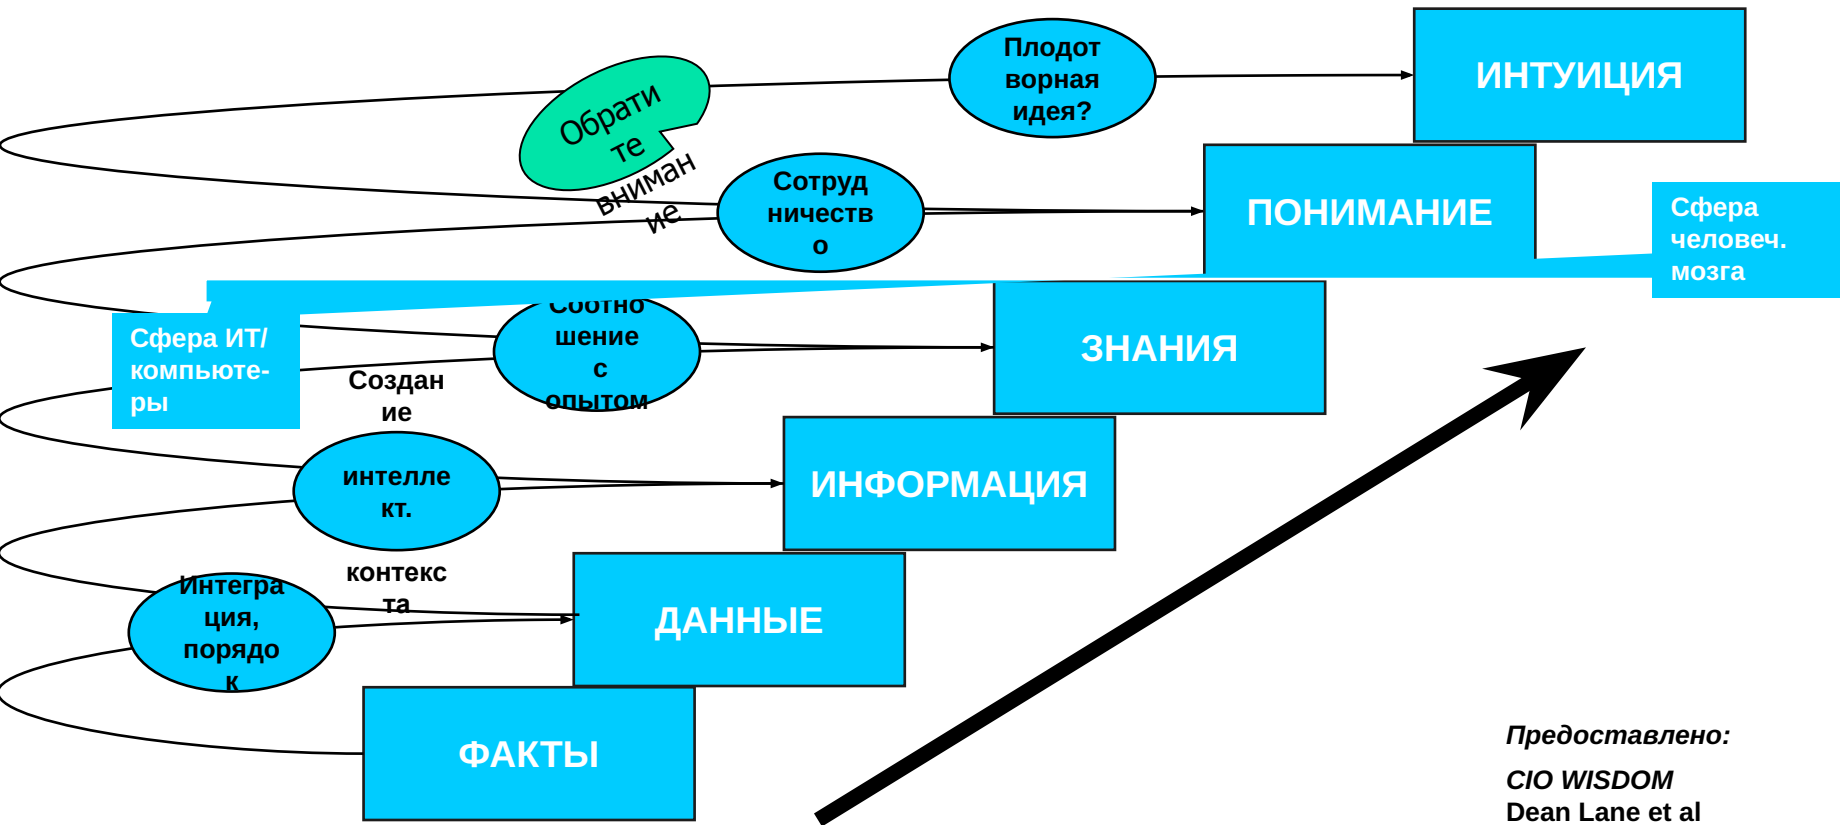 Плодот
ворная
идея?
ИНТУИЦИЯ
Обрати
те
вниман
ие
Сотруд
ничеств
о
ПОНИМАНИЕ
Сфера
человеч.
мозга
Соотно
шение
с
опытом
ЗНАНИЯ
Сфера ИТ/
компьюте-
ры
Создан
ие
интелле
кт.
контекс
та
ИНФОРМАЦИЯ
Интегра
ция,
порядо
к
ДАННЫЕ
ФАКТЫ
Предоставлено:
CIO WISDOM
Dean Lane et al